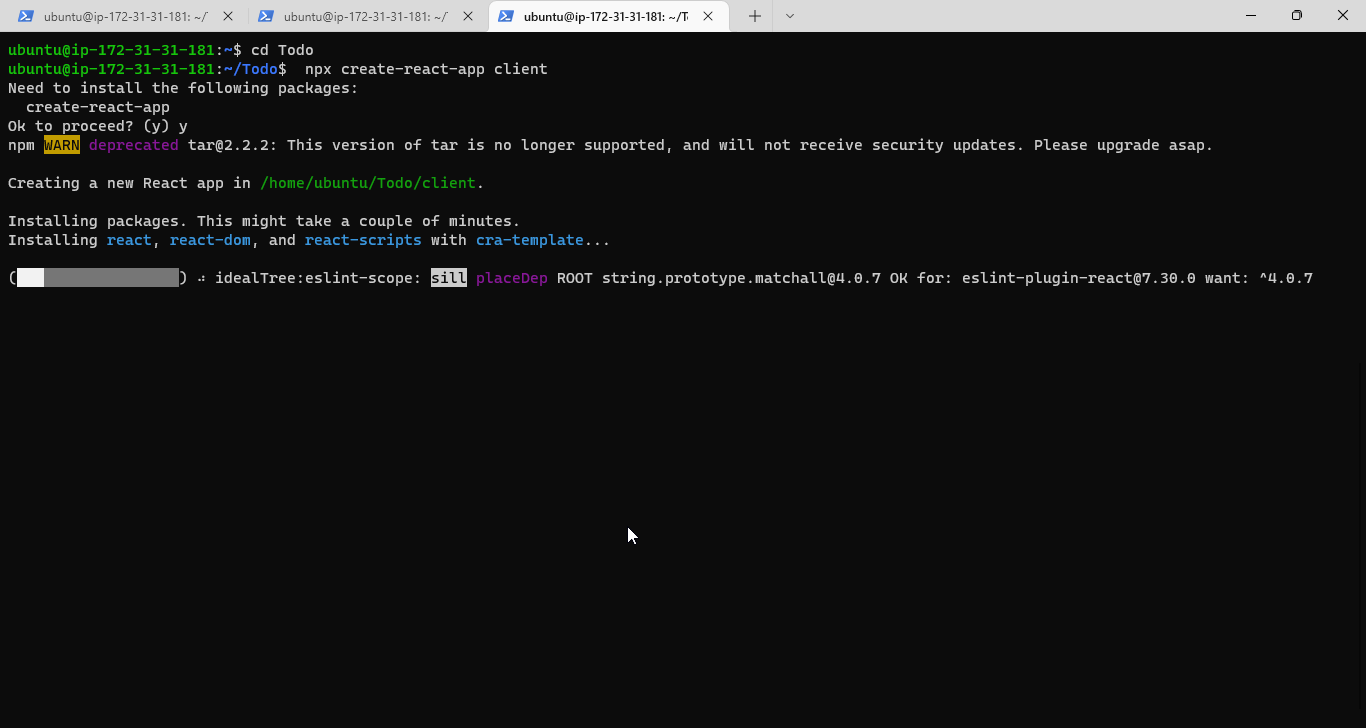 ubuntu@ip-172-31-31-181: ~/
ubuntu@ip-172-31-31-181: ~/
ubuntu@ip-172-31-31-181: ~/T
ubuntu@ip-172-31-31-181:~$ cd Todo
ubuntu@ip-172-31-31-181:~/Todo$  npx create-react-app client
Need to install the following packages:
  create-react-app
Ok to proceed? (y) y
npm WARN deprecated tar@2.2.2: This version of tar is no longer supported, and will not receive security updates. Please upgrade asap.
Creating a new React app in /home/ubuntu/Todo/client.
Installing packages. This might take a couple of minutes.
Installing react, react-dom, and react-scripts with cra-template...
(                  ) ⠴ idealTree:eslint-scope: sill placeDep ROOT string.prototype.matchall@4.0.7 OK for: eslint-plugin-react@7.30.0 want: ^4.0.7